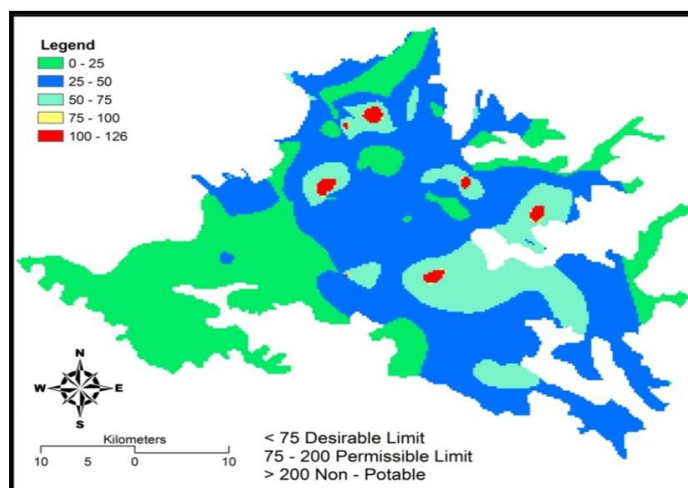 Legend
0 - 25
25 - 50
50 - 75
75 - 100
100 - 126
N
W E
S
Kilometers
10 5 0 10
< 75 Desirable Limit
75 - 200 Permissible Limit
> 200 Non - Potable